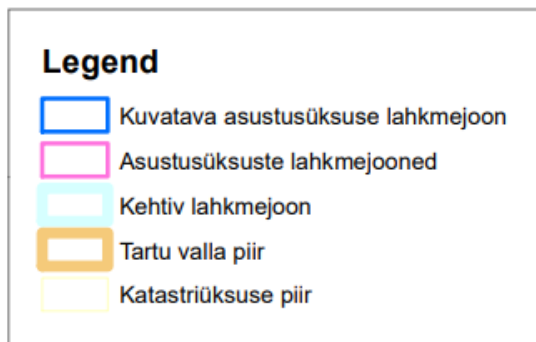 Legend
Kuvatava asustusüksuse lahkmejoon
Asustusüksuste lahkmejooned
Kehtiv lahkmejoon
Tartu valla piir
Katastriüksuse piir